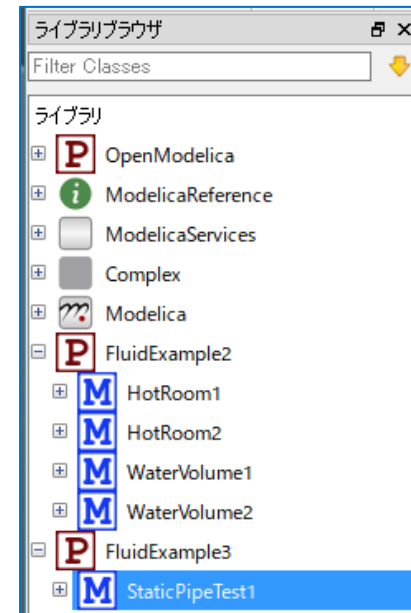 ライブラリブラウザ
Filter Classes
ライブラリ
P OpenModelica
i ModelicaReference
ModelicaServices
Complex
m Modelica
P FluidExample2
M HotRoom1
M HotRoom2
M WaterVolume1
M WaterVolume2
P FluidExample3
M StaticPipeTest1